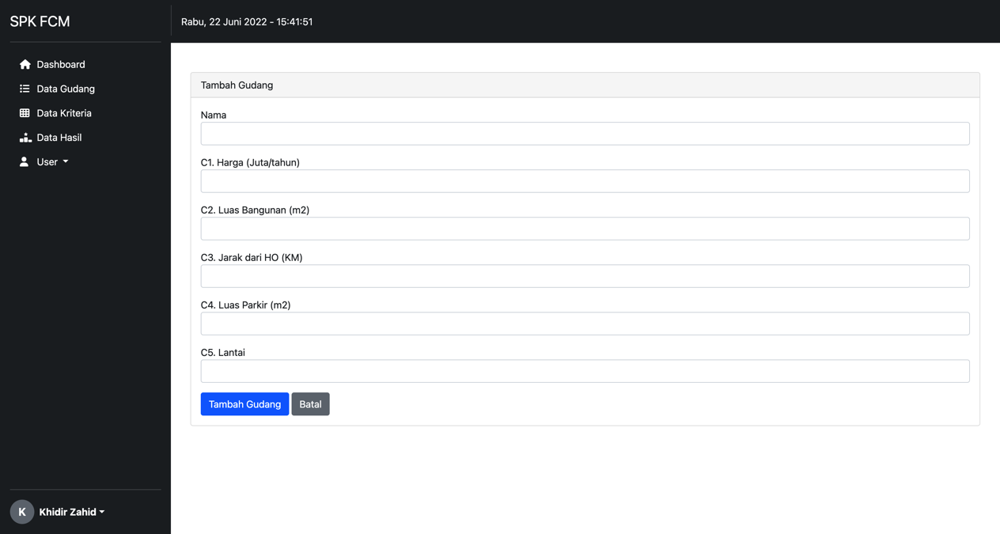 SPK FCM
Rabu, 22 Juni 2022 - 15:41:51
Dashboard
Data Gudang
Data Kriteria
Data Hasil
User
Tambah Gudang
Nama
C1. Harga (Juta/tahun)
C2. Luas Bangunan (m2)
C3. Jarak dari HO (KM)
C4. Luas Parkir (m2)
C5. Lantai
Tambah Gudang Batal
K Khidir Zahid